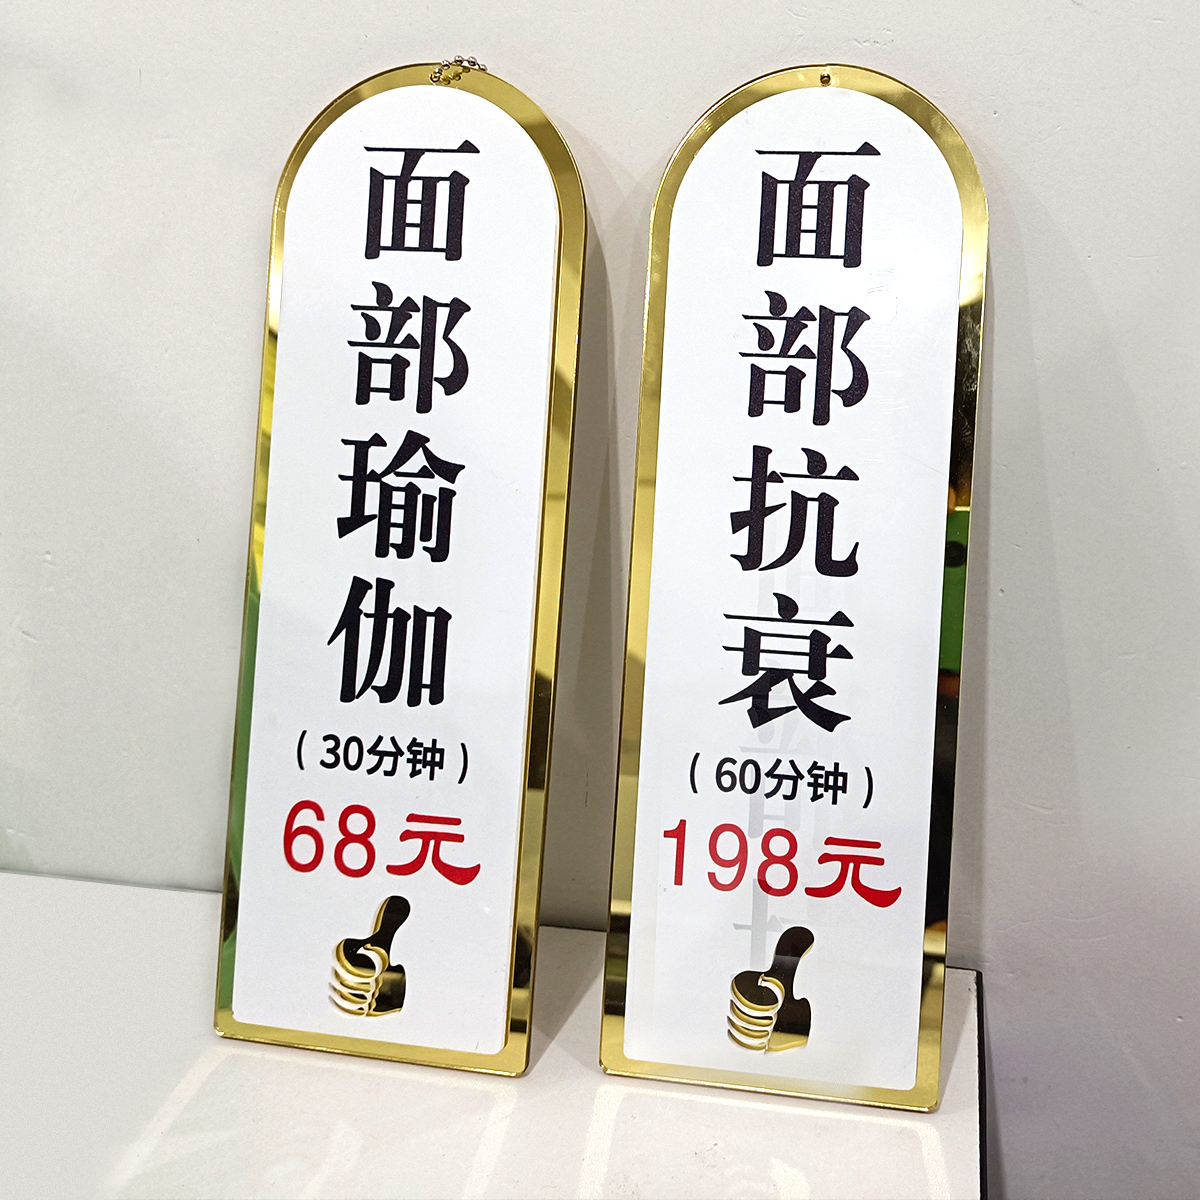 面部瑜伽
（30分钟）
68元
面部抗衰
（60分钟）
198元